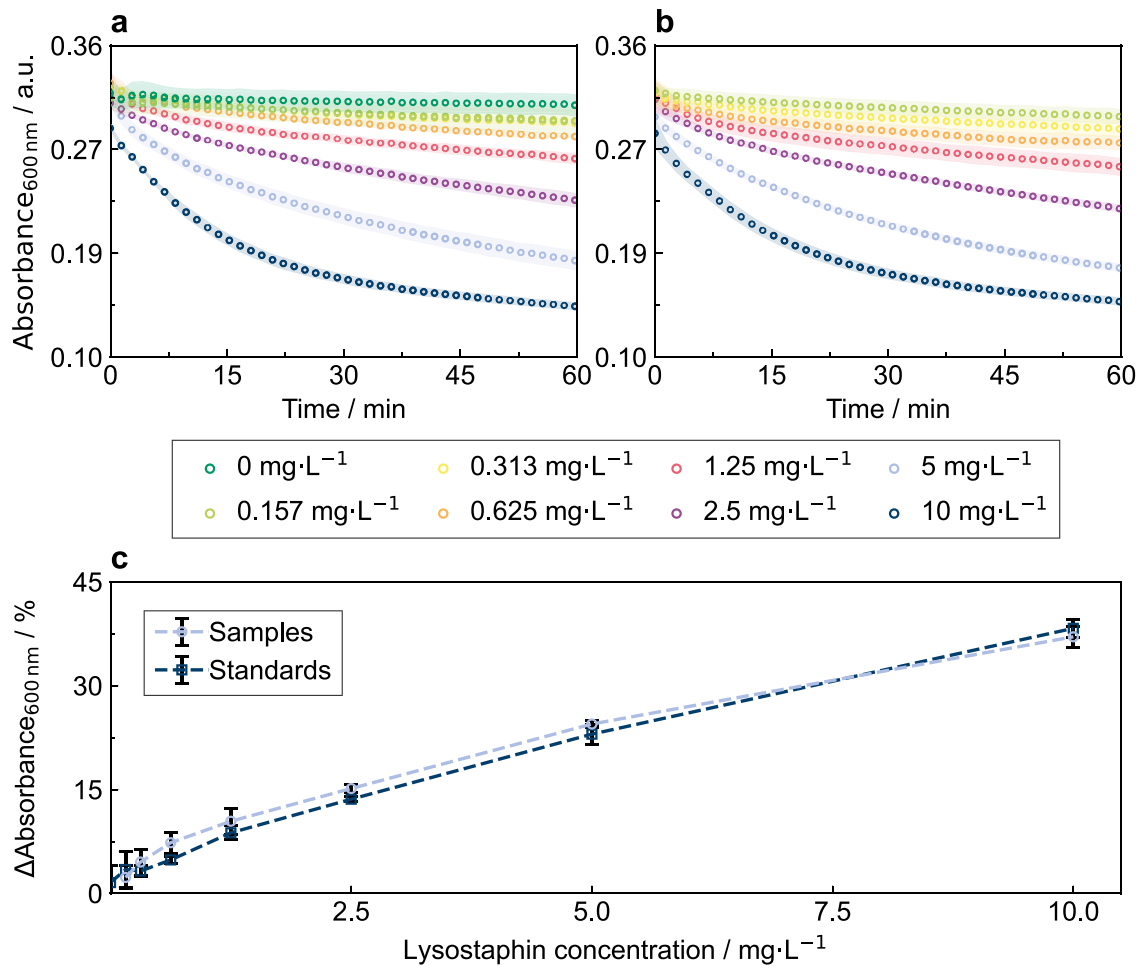 a b
0.36 0.36
0.27 0.27
0.19 0.19
0.10 0.10
Absorbance600 nm / a.u.
0 15 30 45 60 0 15 30 45 60
Time / min Time / min
0 mg·L⁻¹ 0.313 mg·L⁻¹ 1.25 mg·L⁻¹ 5 mg·L⁻¹
0.157 mg·L⁻¹ 0.625 mg·L⁻¹ 2.5 mg·L⁻¹ 10 mg·L⁻¹
c
45
30
15
0
ΔAbsorbance600 nm / %
Samples
Standards
2.5 5.0 7.5 10.0
Lysostaphin concentration / mg·L⁻¹